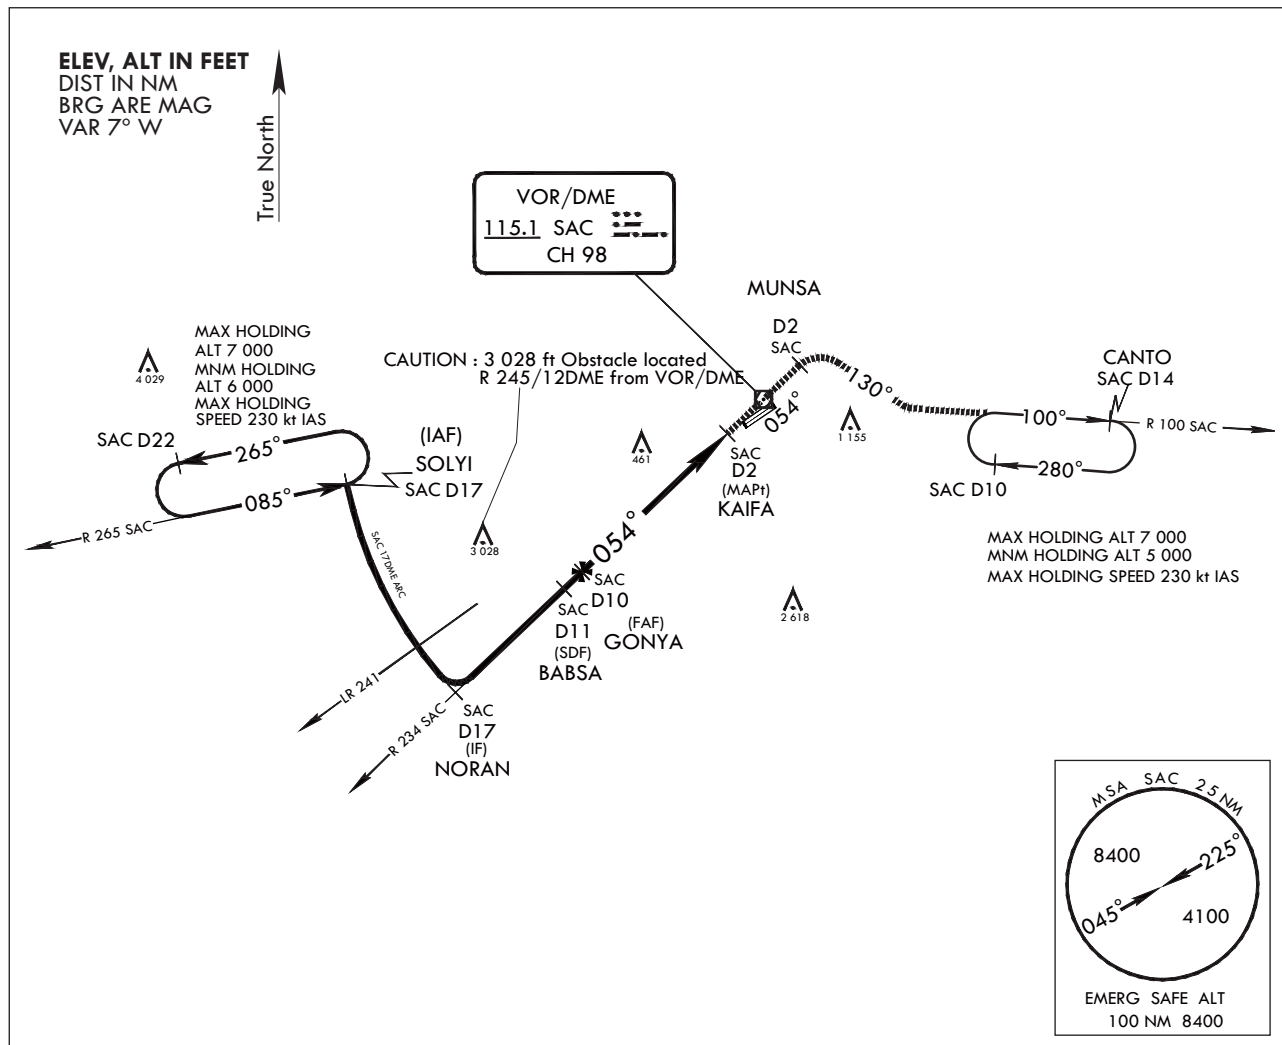 ELEV, ALT IN FEET
DIST IN NM
BRG ARE MAG
VAR 7° W
True North
VOR/DME
115.1 SAC
CH 98
MUNSA
D2
SAC
MAX HOLDING
ALT 7 000
MNM HOLDING
ALT 6 000
MAX HOLDING
SPEED 230 kt IAS
4 029
CAUTION : 3 028 ft Obstacle located
R 245/12DME from VOR/DME
CANTO
SAC D14
130°
054°
100°
R 100 SAC
1 155
SAC D22
265°
(IAF)
SOLYI
SAC D17
085°
R 265 SAC
461
SAC
D2
(MAPt)
KAIFA
280°
SAC D10
MAX HOLDING ALT 7 000
MNM HOLDING ALT 5 000
MAX HOLDING SPEED 230 kt IAS
SAC 17DME ARC
3 028
054°
SAC
D10
(FAF)
GONYA
SAC
D11
(SDF)
BABSA
2 618
LR 241
R 234 SAC
SAC
D17
(IF)
NORAN
MSA SAC 25 NM
8400
225°
045°
4100
EMERG SAFE ALT
100 NM 8400